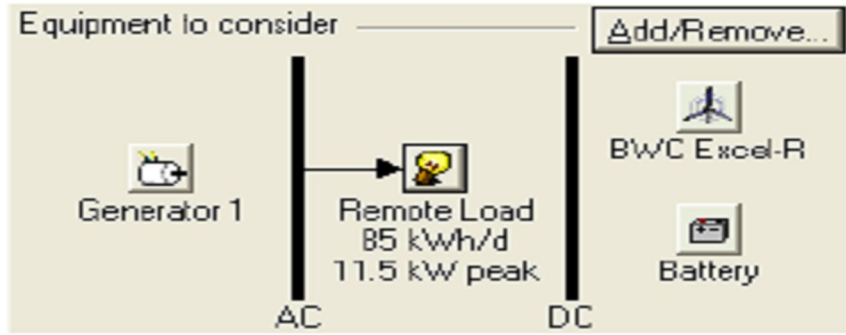 Equipment to consider
Add/Remove...
BWC Excel-R
Generator 1
Remote Load
85 kWh/d
11.5 kW peak
Battery
AC
DC